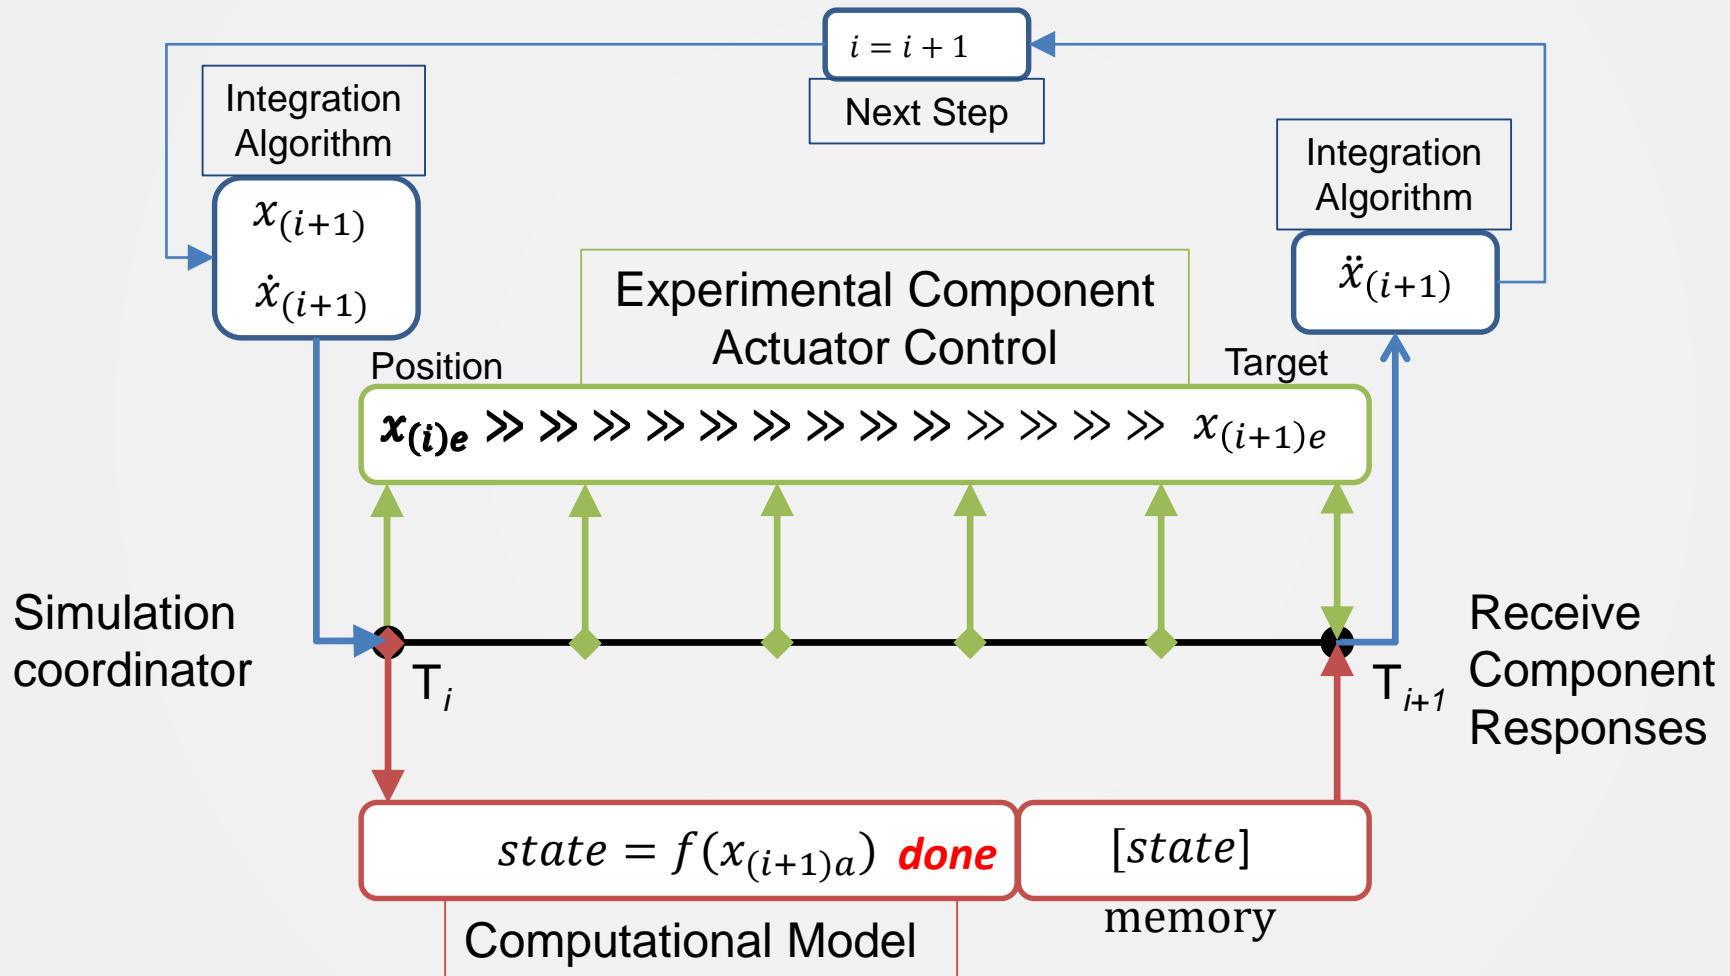 i = i + 1
Next Step
Integration
Algorithm
x₍ᵢ₊₁₎
ẋ₍ᵢ₊₁₎
Integration
Algorithm
ẍ₍ᵢ₊₁₎
Experimental Component
Actuator Control
Position
Target
x₍ᵢ₎ₑ >> >> >> >> >> >> >> >> >> >> >> >> >> x₍ᵢ₊₁₎ₑ
Simulation
coordinator
Tᵢ
Tᵢ₊₁
Receive
Component
Responses
state = f(x₍ᵢ₊₁₎ₐ) done
[state]
memory
Computational Model